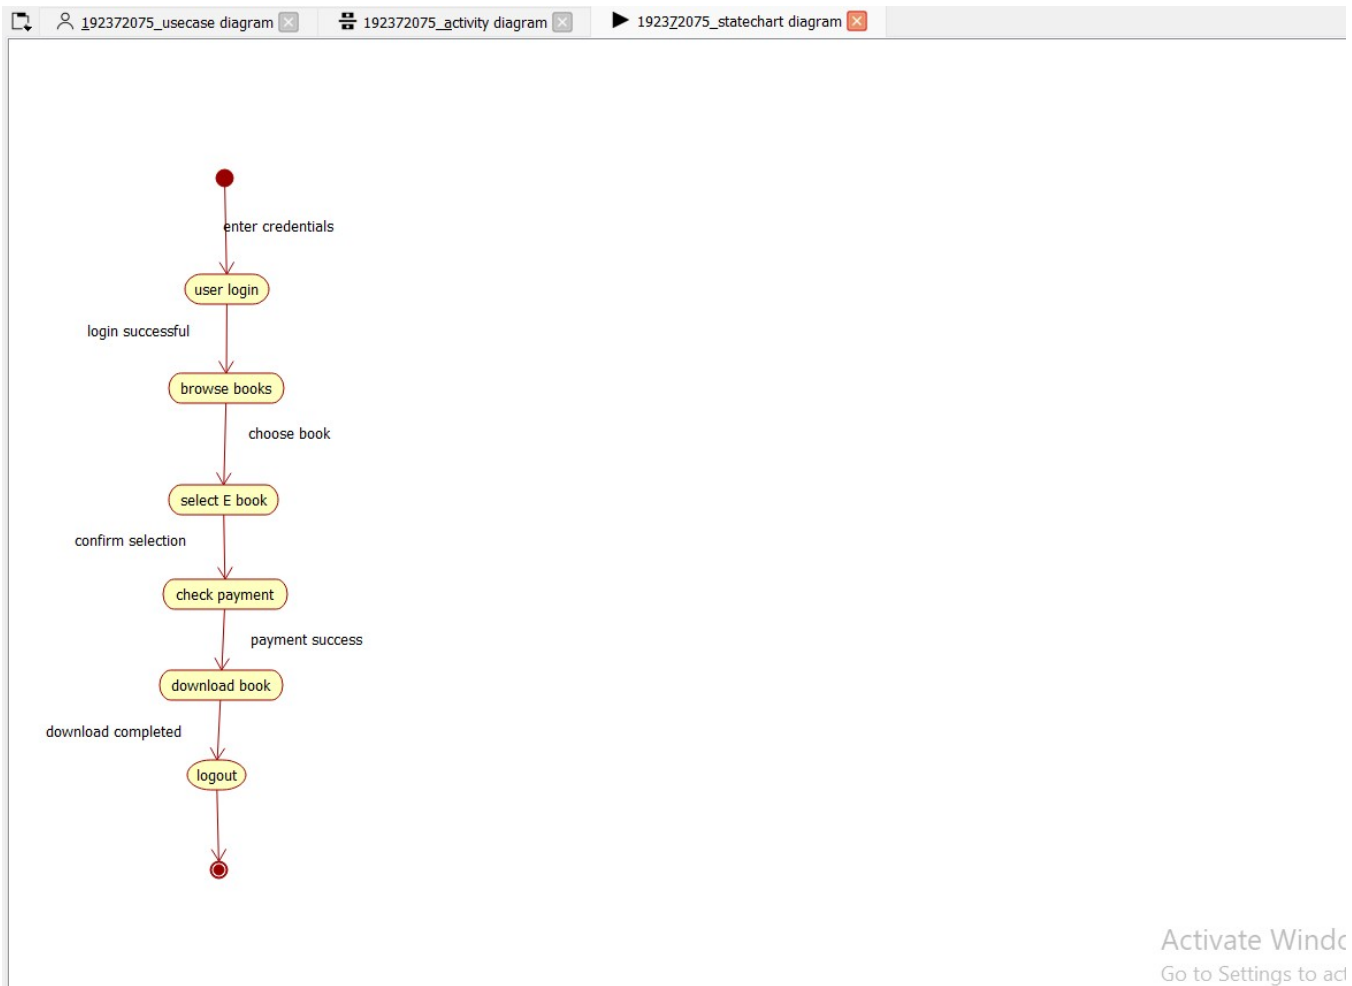 192372075_usecase diagram
192372075_activity diagram
192372075_statechart diagram
enter credentials
user login
login successful
browse books
choose book
select E book
confirm selection
check payment
payment success
download book
download completed
logout
Activate Windo
Go to Settings to act